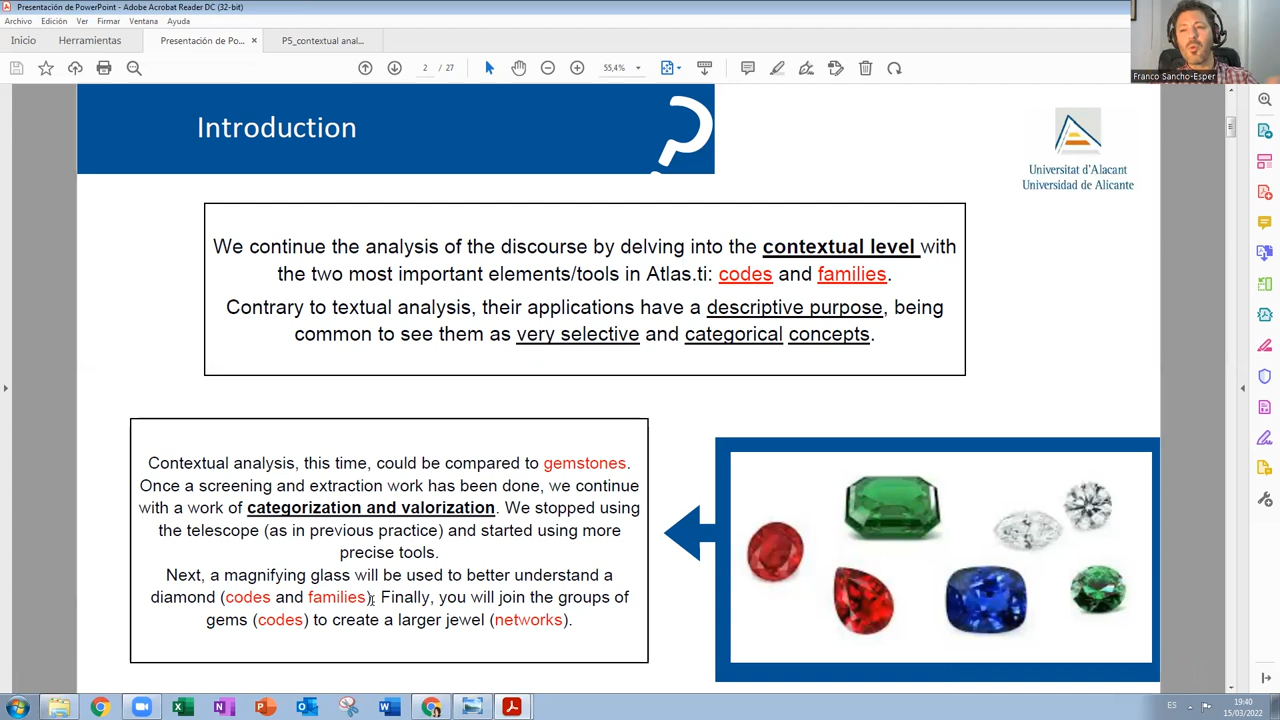 Presentación de PowerPoint - Adobe Acrobat Reader DC (32-bit)
Archivo Edición Ver Firmar Ventana Ayuda
Inicio Herramientas Presentación de Po... × P5_contextual anal...
2 / 27 55,4%
Franco Sancho-Esper
Introduction
Universitat d'Alacant
Universidad de Alicante
We continue the analysis of the discourse by delving into the contextual level with
the two most important elements/tools in Atlas.ti: codes and families.
Contrary to textual analysis, their applications have a descriptive purpose, being
common to see them as very selective and categorical concepts.
Contextual analysis, this time, could be compared to gemstones.
Once a screening and extraction work has been done, we continue
with a work of categorization and valorization. We stopped using
the telescope (as in previous practice) and started using more
precise tools.
Next, a magnifying glass will be used to better understand a
diamond (codes and families). Finally, you will join the groups of
gems (codes) to create a larger jewel (networks).
ES
19:40
15/03/2022